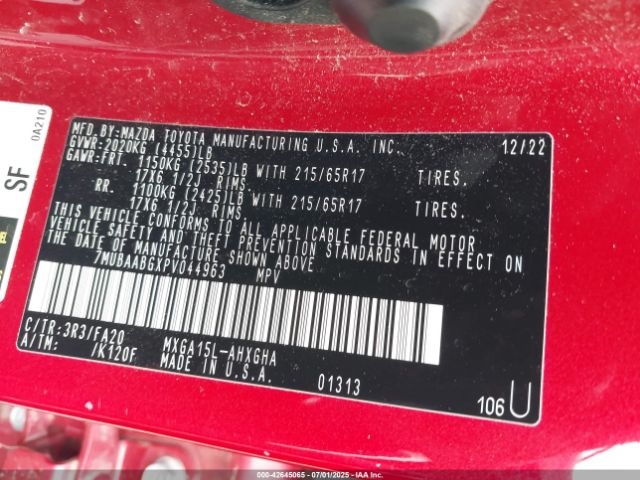 MFD.BY:MAZDA TOYOTA MANUFACTURING U.S.A. INC. 12/22
GVWR:2020KG (4455)LB
GAWR:FRT. 1150KG (2535)LB WITH 215/65R17 TIRES.
17X6 1/2J RIMS.
RR. 1100KG (2425)LB WITH 215/65R17 TIRES.
17X6 1/2J RIMS.
THIS VEHICLE CONFORMS TO ALL APPLICABLE FEDERAL MOTOR
VEHICLE SAFETY AND THEFT PREVENTION STANDARDS IN EFFECT ON
THE DATE OF MANUFACTURE SHOWN ABOVE.
7MUBAABGXPV044963 MPV
C/TR:3R3/FA20 MXGA15L-AHXGHA
A/TM: /K120F MADE IN U.S.A.
01313
106 U
0A210
SF
000-42645065 - 07/01/2025 - IAAI.COM